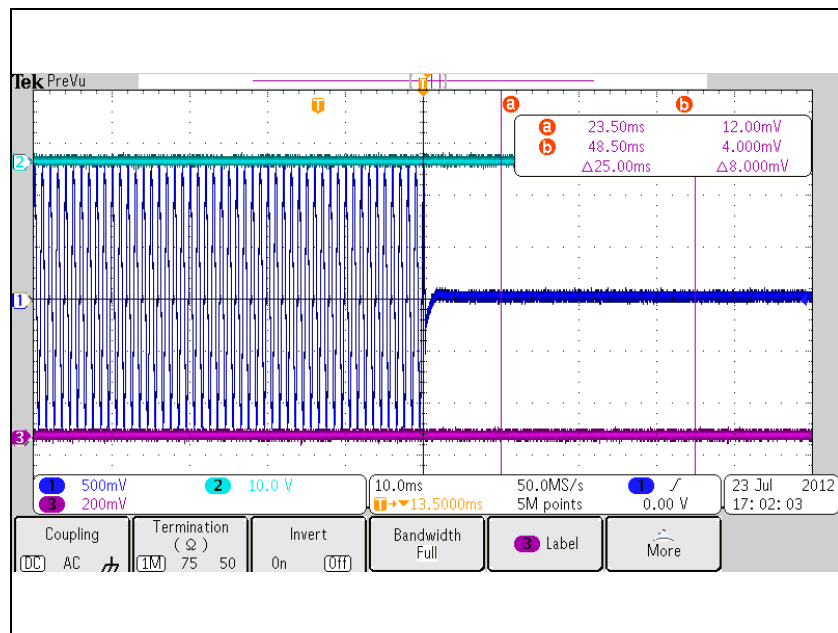 Tek PreVu
T
T
a
b
a 23.50ms 12.00mV
b 48.50ms 4.000mV
Δ25.00ms Δ8.000mV
2
1
3
1 500mV 2 10.0 V
3 200mV
10.0ms 50.0MS/s
T→▼13.5000ms 5M points
1 0.00 V
23 Jul 2012
17:02:03
Coupling
DC AC
Termination
(Ω)
1M 75 50
Invert
On Off
Bandwidth
Full
3 Label
More